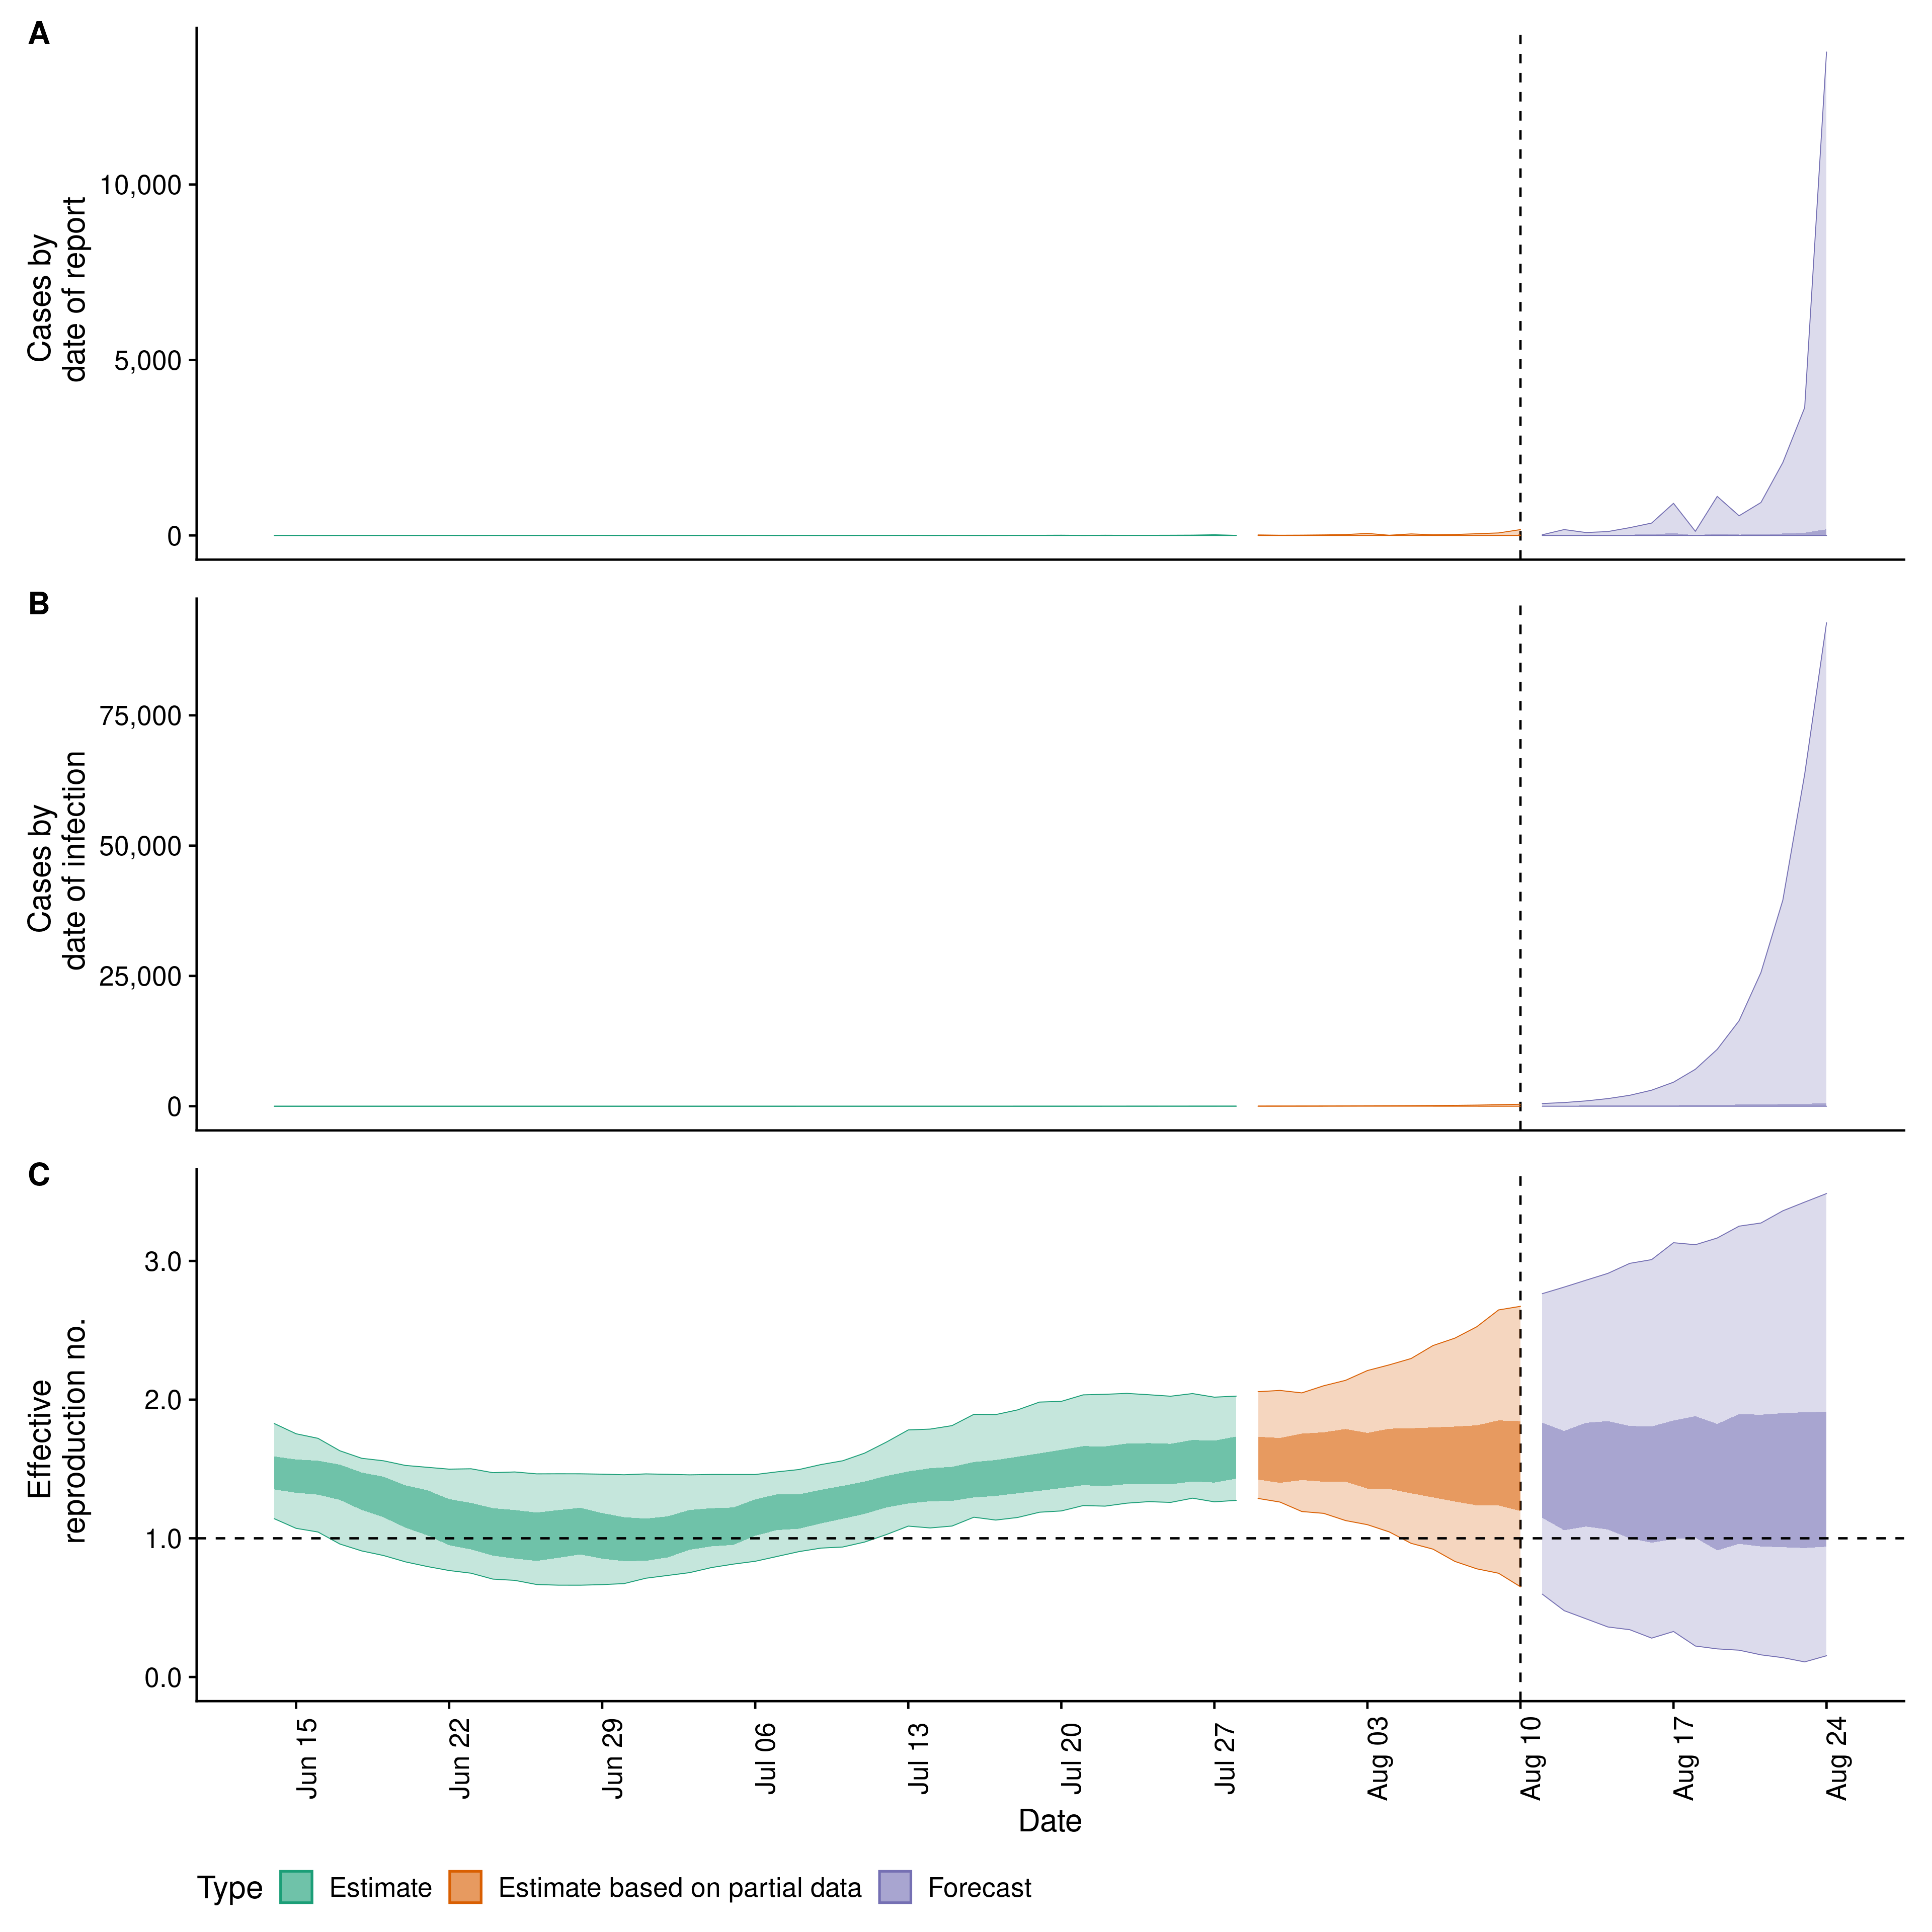 A
Cases by
date of report
10,000
5,000
0
B
Cases by
date of infection
75,000
50,000
25,000
0
C
Effective
reproduction no.
3.0
2.0
1.0
0.0
Jun 15
Jun 22
Jun 29
Jul 06
Jul 13
Jul 20
Jul 27
Aug 03
Aug 10
Aug 17
Aug 24
Date
Type Estimate Estimate based on partial data Forecast